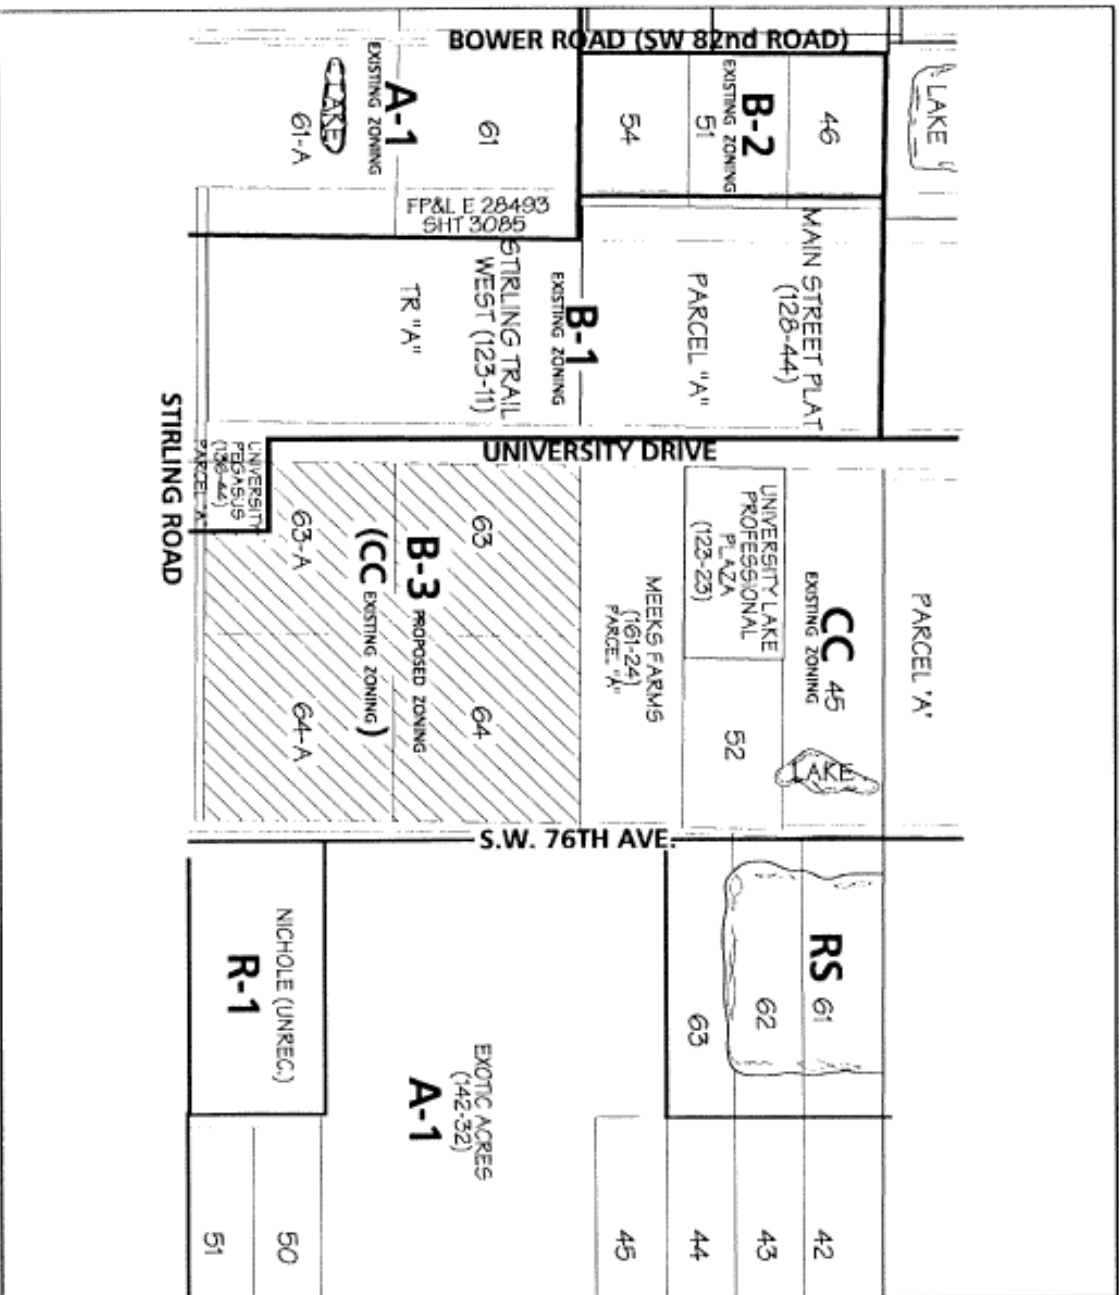 BOWER ROAD (SW 82nd ROAD)
A-1
EXISTING ZONING
LAKE
61-A
61
FP&L E 28493
SHT 3085
54
51
B-2
EXISTING ZONING
46
LAKE
MAIN STREET PLAT
(128-44)
PARCEL "A"
B-1
EXISTING ZONING
STIRLING TRAIL
WEST (123-11)
TR "A"
UNIVERSITY DRIVE
STIRLING ROAD
UNIVERSITY
PEGASUS
(138-44)
PARCEL "A"
63-A
63
B-3 PROPOSED ZONING
(CC EXISTING ZONING)
64
64-A
MEEKS FARMS
(161-24)
PARCEL "A"
UNIVERSITY LAKE
PROFESSIONAL
PLAZA
(123-23)
52
CC 45
EXISTING ZONING
LAKE
PARCEL 'A'
S.W. 76TH AVE.
RS 61
62
63
NICHOLE (UNREC.)
R-1
EXOTIC ACRES
(142-32)
A-1
51
50
45
44
43
42